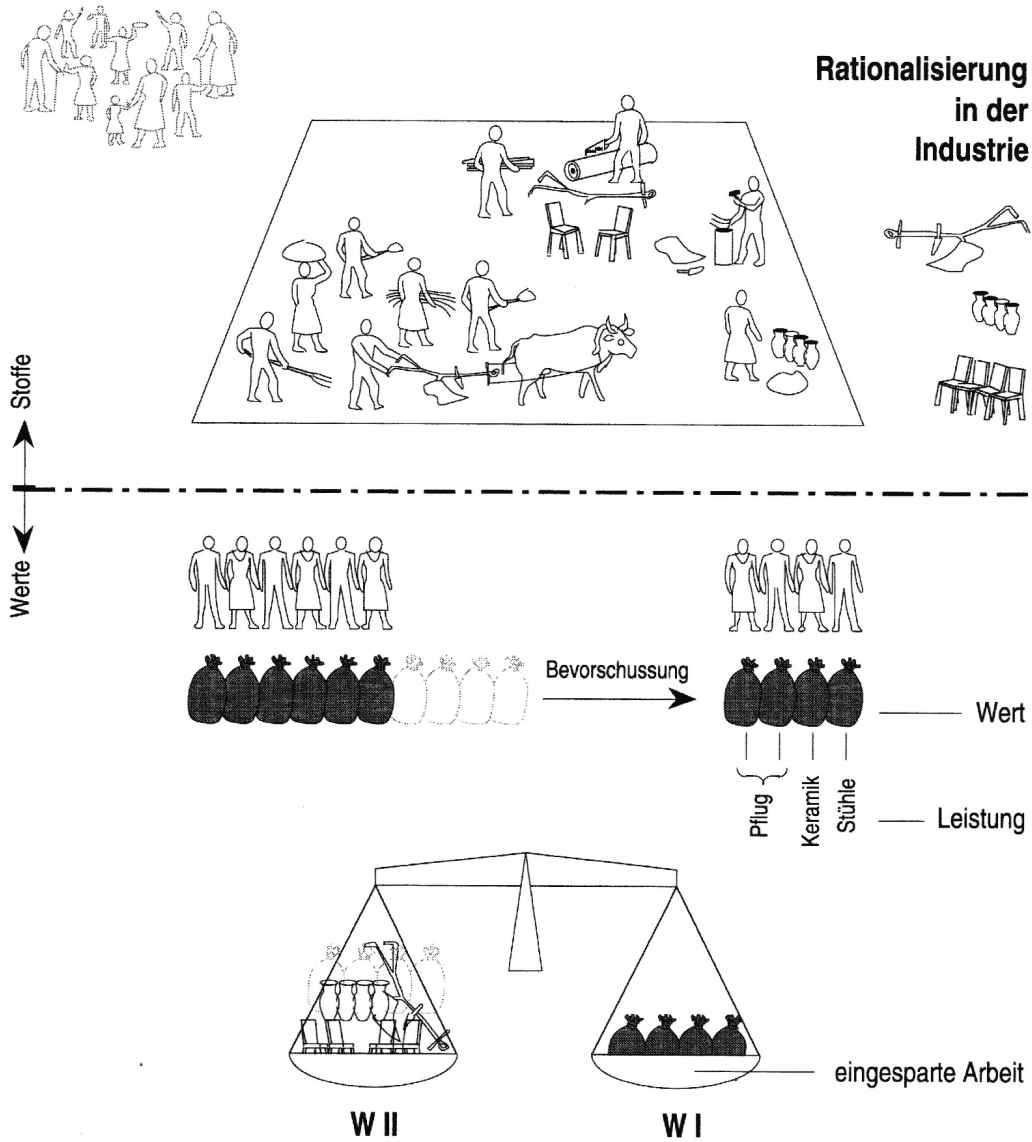 Rationalisierung
in der
Industrie
Stoffe
Werte
Bevorschussung
Wert
Pflug
Keramik
Stühle
Leistung
eingesparte Arbeit
W II
W I